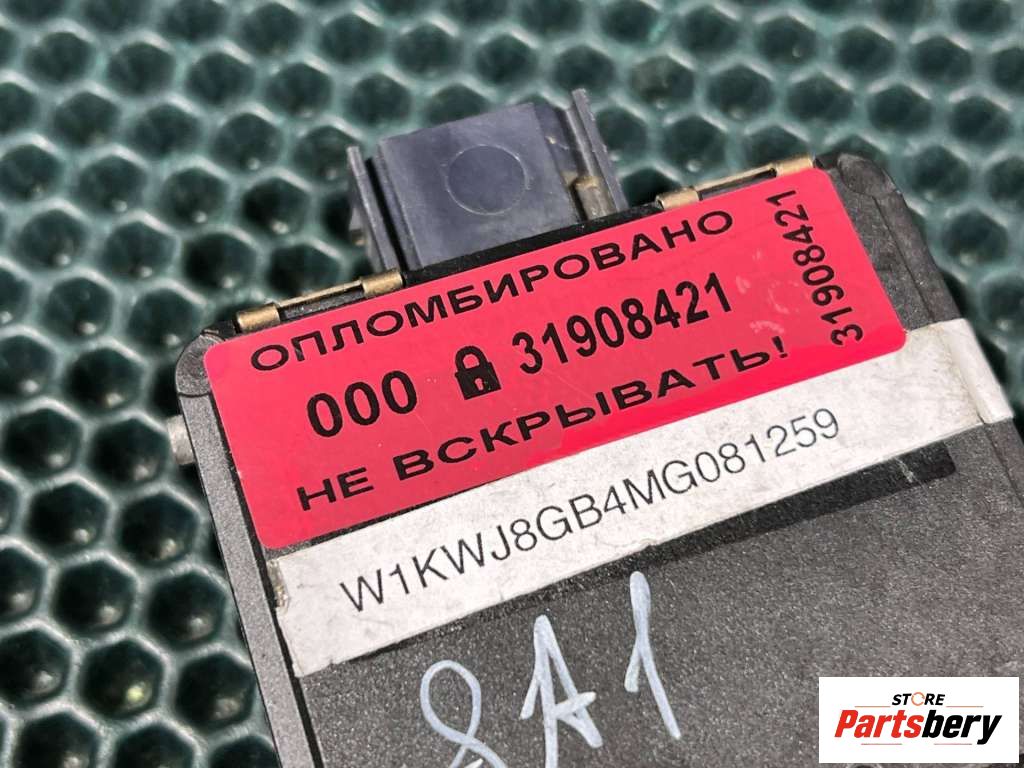 ОПЛОМБИРОВАНО
000 31908421
НЕ ВСКРЫВАТЬ!
31908421
W1KWJ8GB4MG081259
8A1
STORE
Partsbery